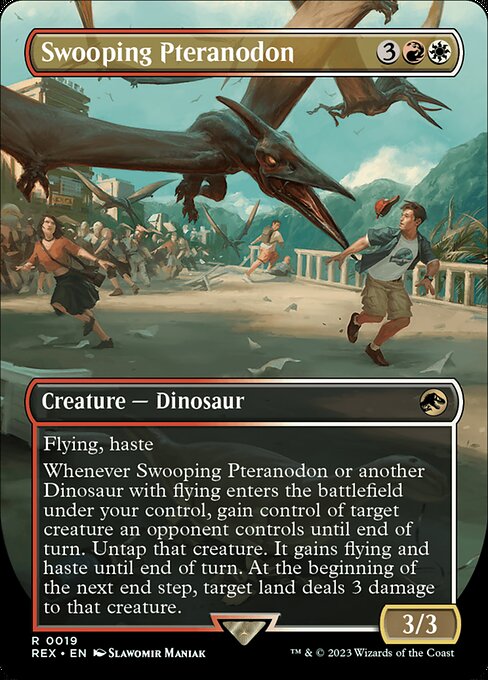 Swooping Pteranodon 3
Creature — Dinosaur
Flying, haste
Whenever Swooping Pteranodon or another
Dinosaur with flying enters the battlefield
under your control, gain control of target
creature an opponent controls until end of
turn. Untap that creature. It gains flying and
haste until end of turn. At the beginning of
the next end step, target land deals 3 damage
to that creature.
3/3
R 0019
REX • EN SLAWOMIR MANIAK
™ & © 2023 Wizards of the Coast